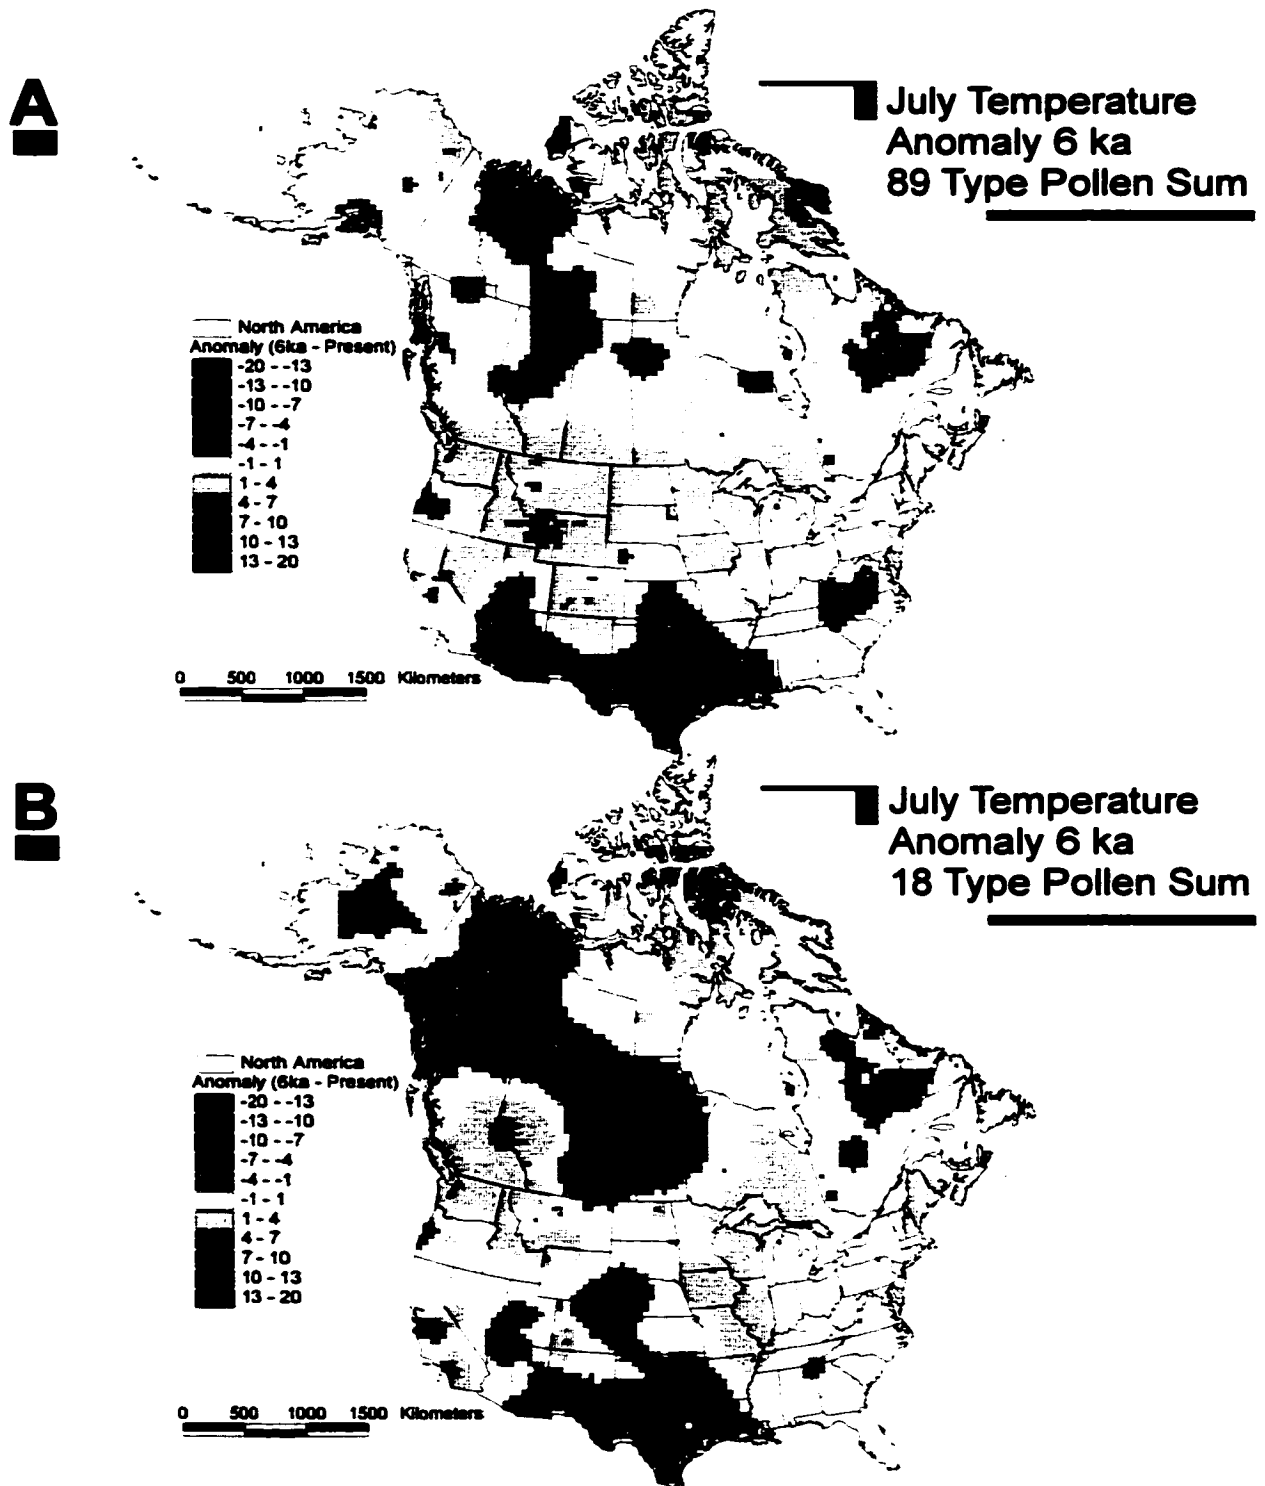 A
July Temperature
Anomaly 6 ka
89 Type Pollen Sum
North America
Anomaly (6ka - Present)
-20 - -13
-13 - -10
-10 - -7
-7 - -4
-4 - -1
-1 - 1
1 - 4
4 - 7
7 - 10
10 - 13
13 - 20
0 500 1000 1500 Kilometers
B
July Temperature
Anomaly 6 ka
18 Type Pollen Sum
North America
Anomaly (6ka - Present)
-20 - -13
-13 - -10
-10 - -7
-7 - -4
-4 - -1
-1 - 1
1 - 4
4 - 7
7 - 10
10 - 13
13 - 20
0 500 1000 1500 Kilometers